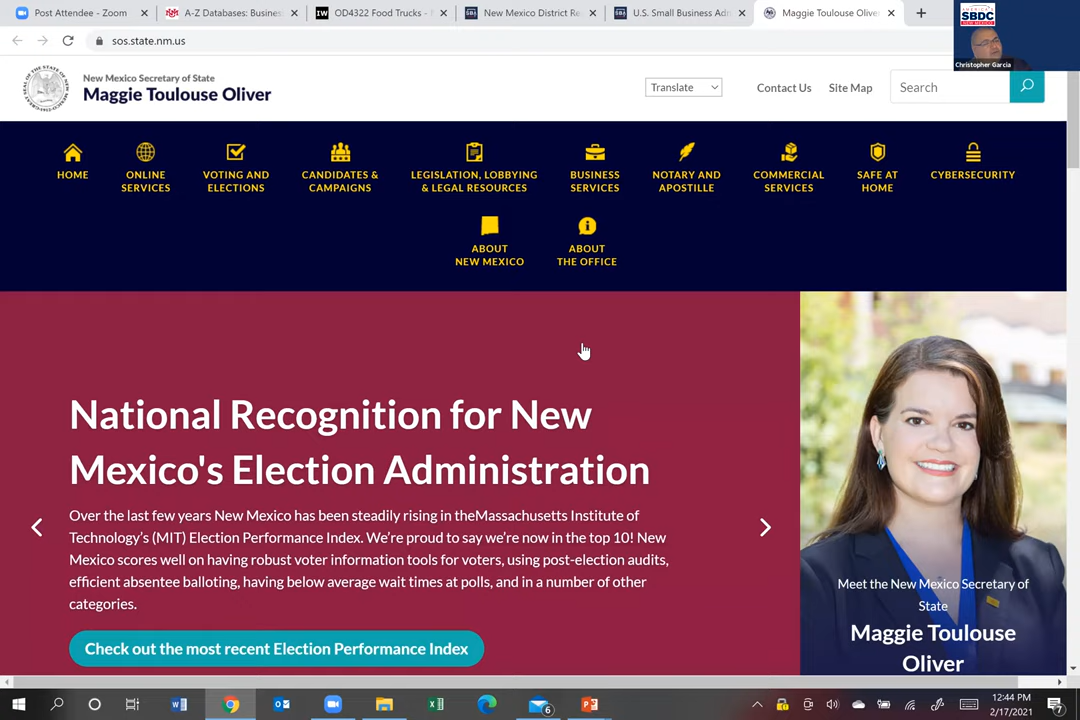 Post Attendee - Zoom
A-Z Databases: Busines
OD4322 Food Trucks -
New Mexico District Re
U.S. Small Business Adm
Maggie Toulouse Oliver
AMERICA'S
SBDC
NEW MEXICO
Christopher Garcia
sos.state.nm.us
New Mexico Secretary of State
Maggie Toulouse Oliver
Translate
Contact Us
Site Map
Search
HOME
ONLINE
SERVICES
VOTING AND
ELECTIONS
CANDIDATES &
CAMPAIGNS
LEGISLATION, LOBBYING
& LEGAL RESOURCES
BUSINESS
SERVICES
NOTARY AND
APOSTILLE
COMMERCIAL
SERVICES
SAFE AT
HOME
CYBERSECURITY
ABOUT
NEW MEXICO
ABOUT
THE OFFICE
National Recognition for New
Mexico's Election Administration
Over the last few years New Mexico has been steadily rising in theMassachusetts Institute of
Technology's (MIT) Election Performance Index. We're proud to say we're now in the top 10! New
Mexico scores well on having robust voter information tools for voters, using post-election audits,
efficient absentee balloting, having below average wait times at polls, and in a number of other
categories.
Check out the most recent Election Performance Index
Meet the New Mexico Secretary of
State
Maggie Toulouse
Oliver
6
12:44 PM
2/17/2021
7